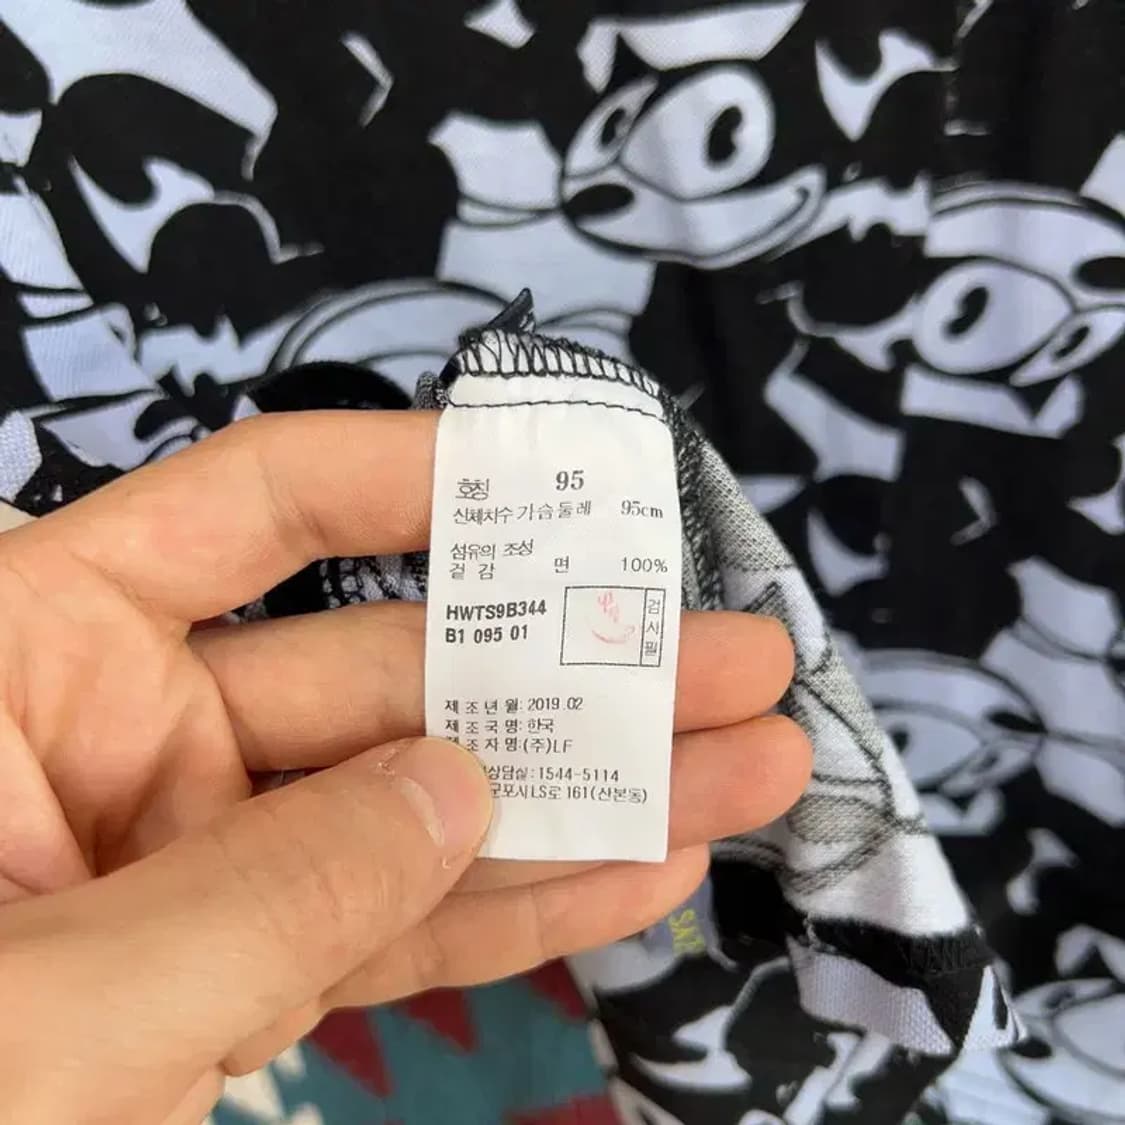 호칭 95
신체치수 가슴둘레 95cm
섬유의 조성
겉감 면 100%
HWTS9B344
B1 095 01
검사필
제조년월: 2019.02
제조국명: 한국
제조자명: (주)LF
상담실: 1544-5114
군포시 LS로 161(산본동)